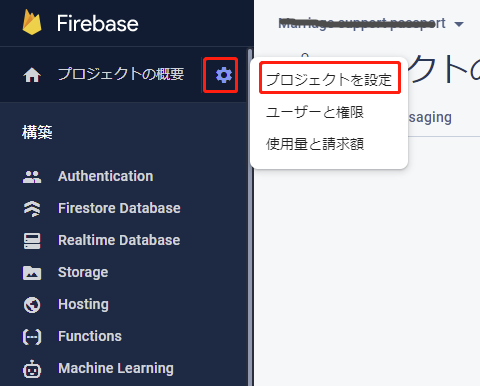 Firebase
Marriage support passport
プロジェクトの概要
プロジェクトを設定
クトの
ユーザーと権限
ssaging
使用量と請求額
構築
Authentication
Firestore Database
Realtime Database
Storage
Hosting
Functions
Machine Learning